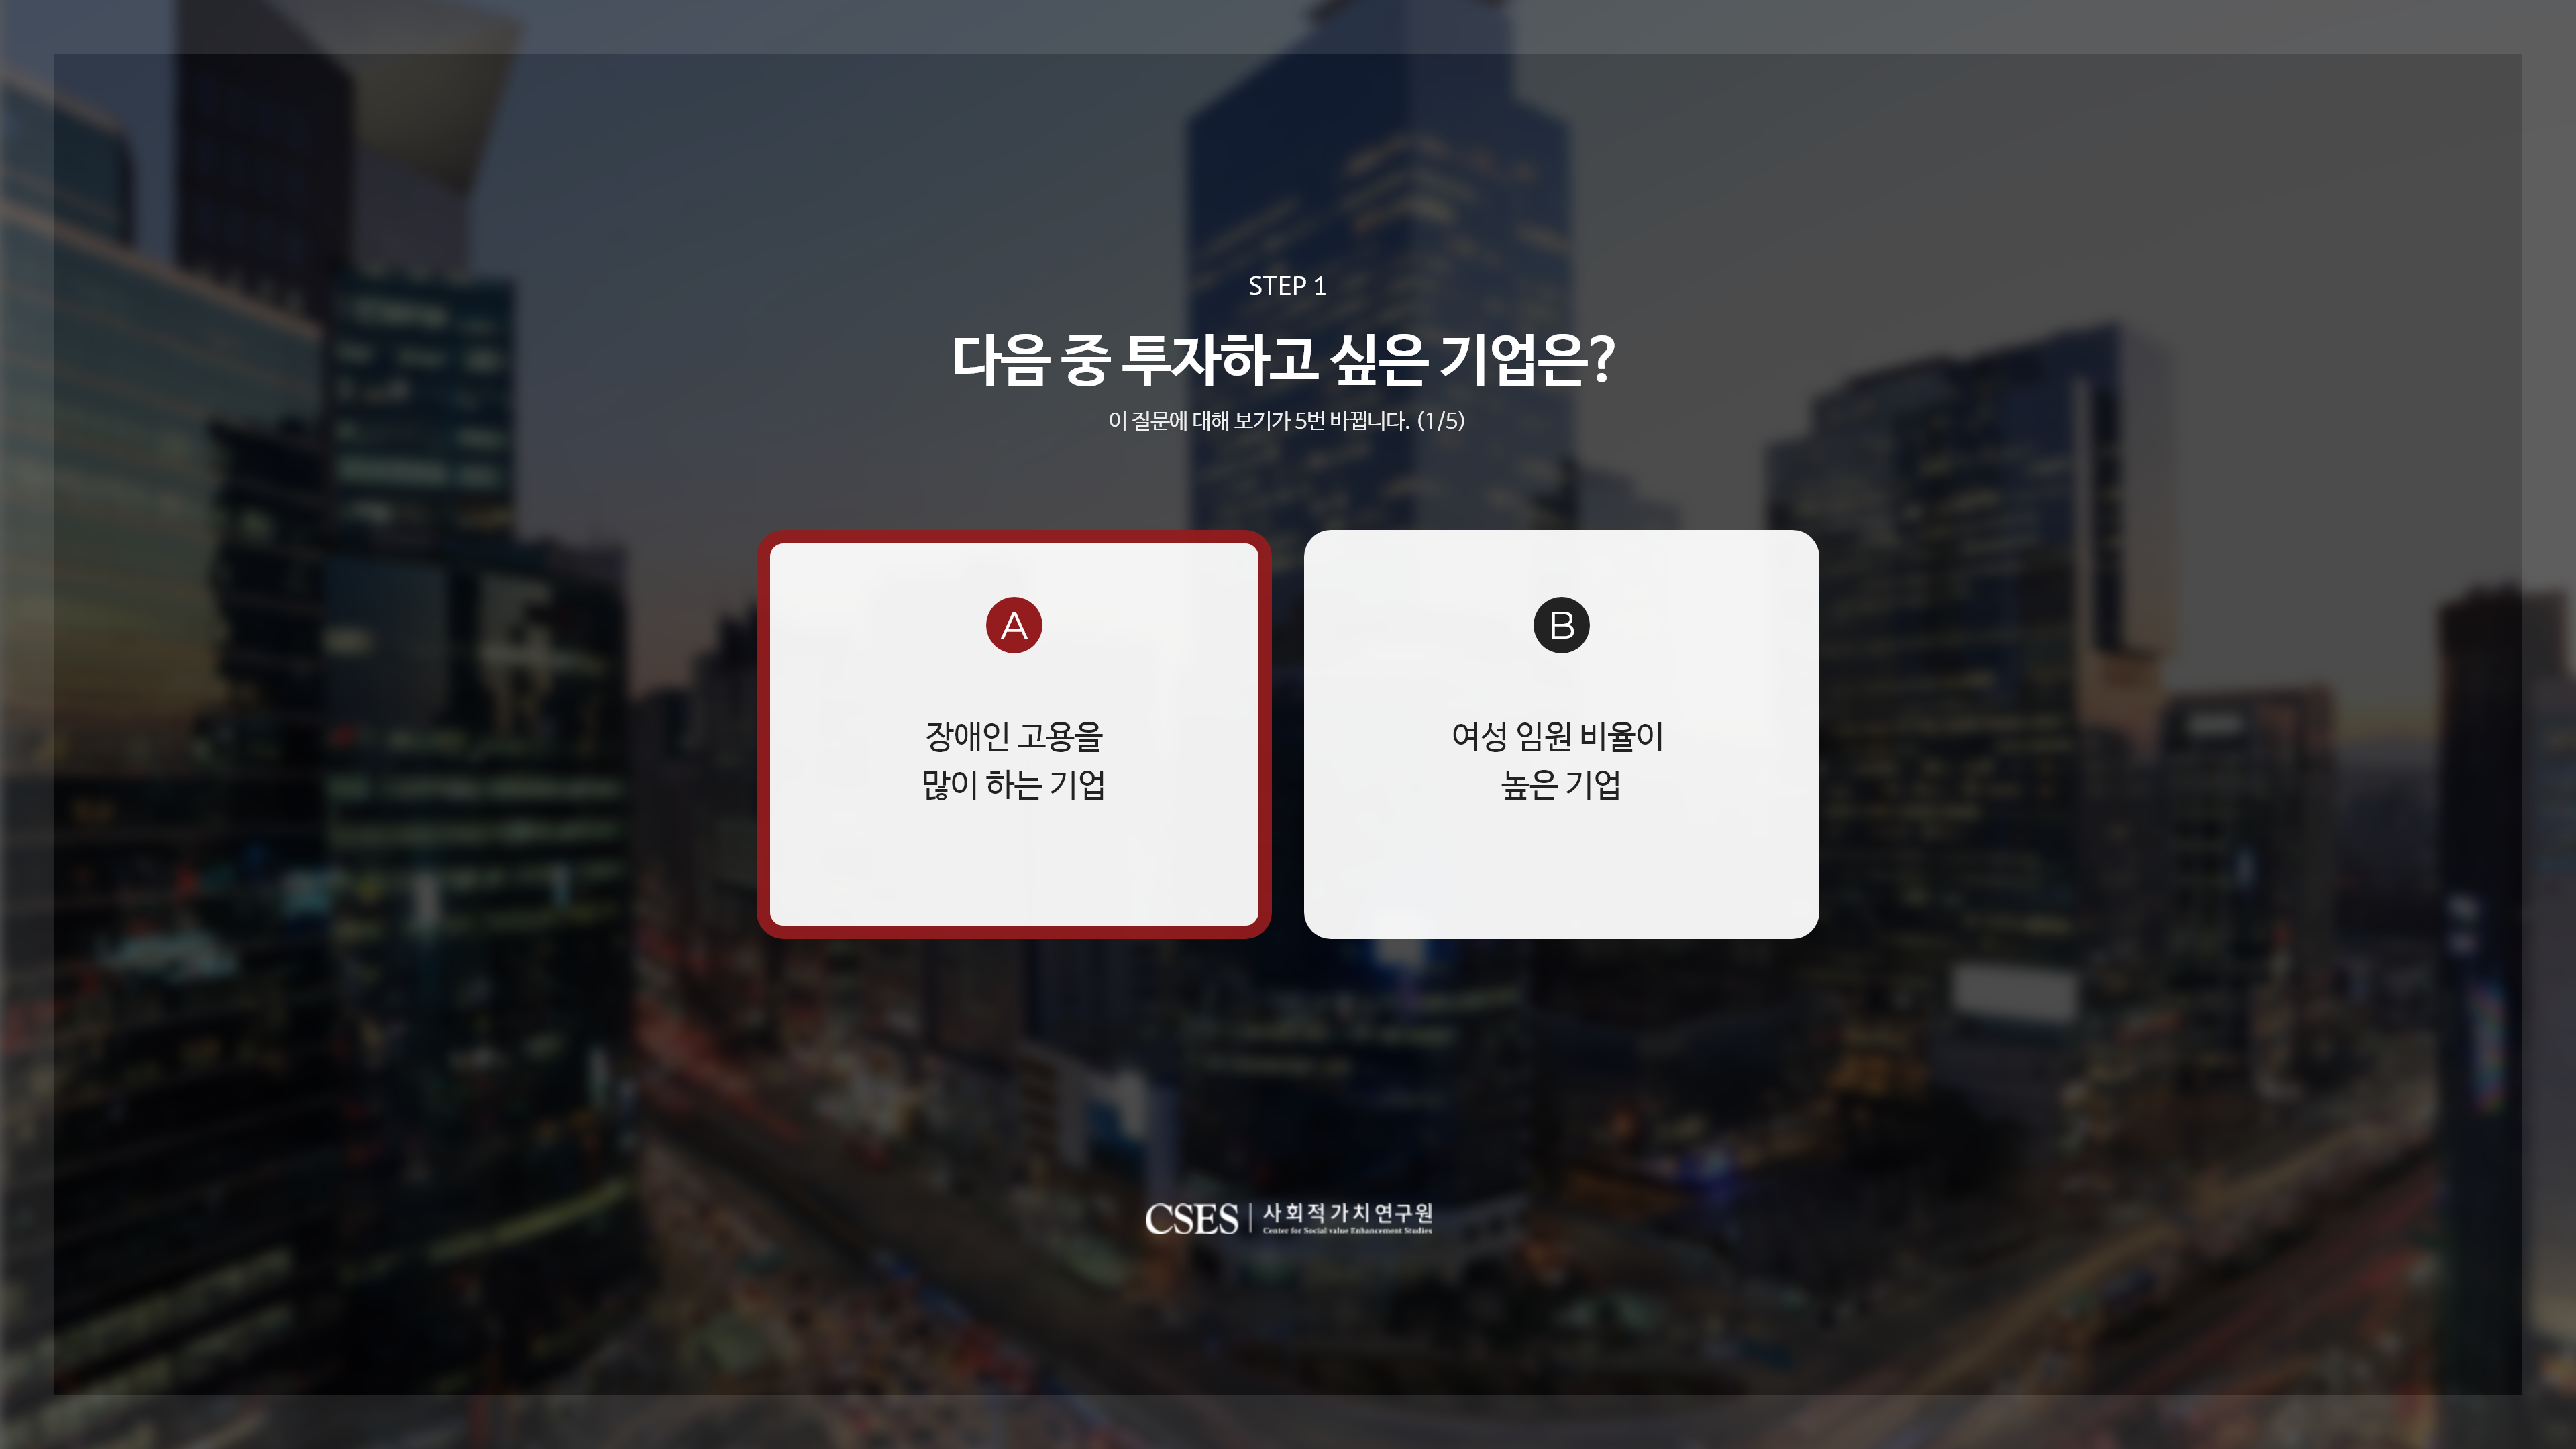 STEP 1
다음 중 투자하고 싶은 기업은?
이 질문에 대해 보기가 5번 바뀝니다. (1/5)
A
장애인 고용을
많이 하는 기업
B
여성 임원 비율이
높은 기업
CSES 사회적가치연구원
Center for Social value Enhancement Studies